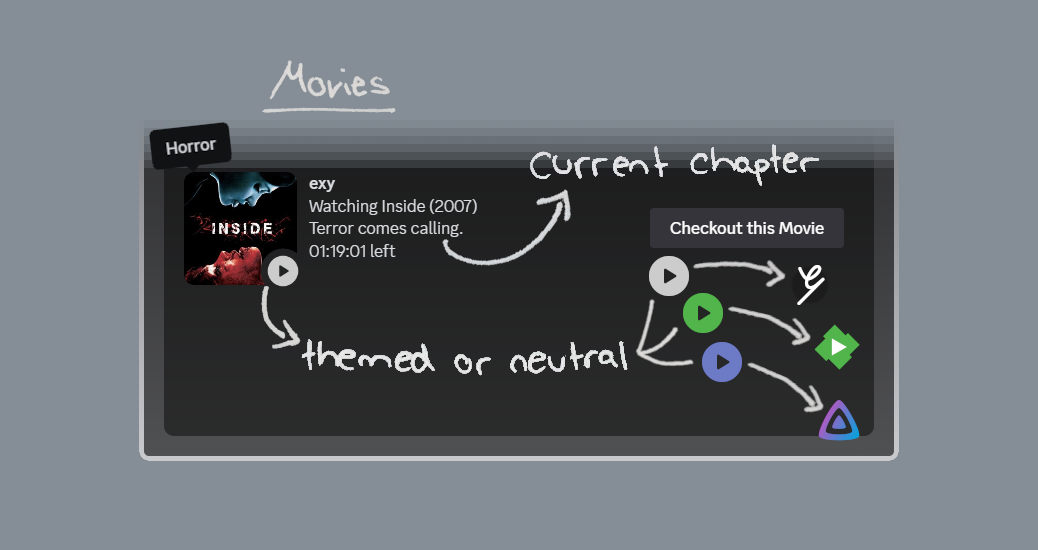 Movies
Horror
current chapter
INSIDE
exy
Watching Inside (2007)
Terror comes calling.
01:19:01 left
Checkout this Movie
themed or neutral